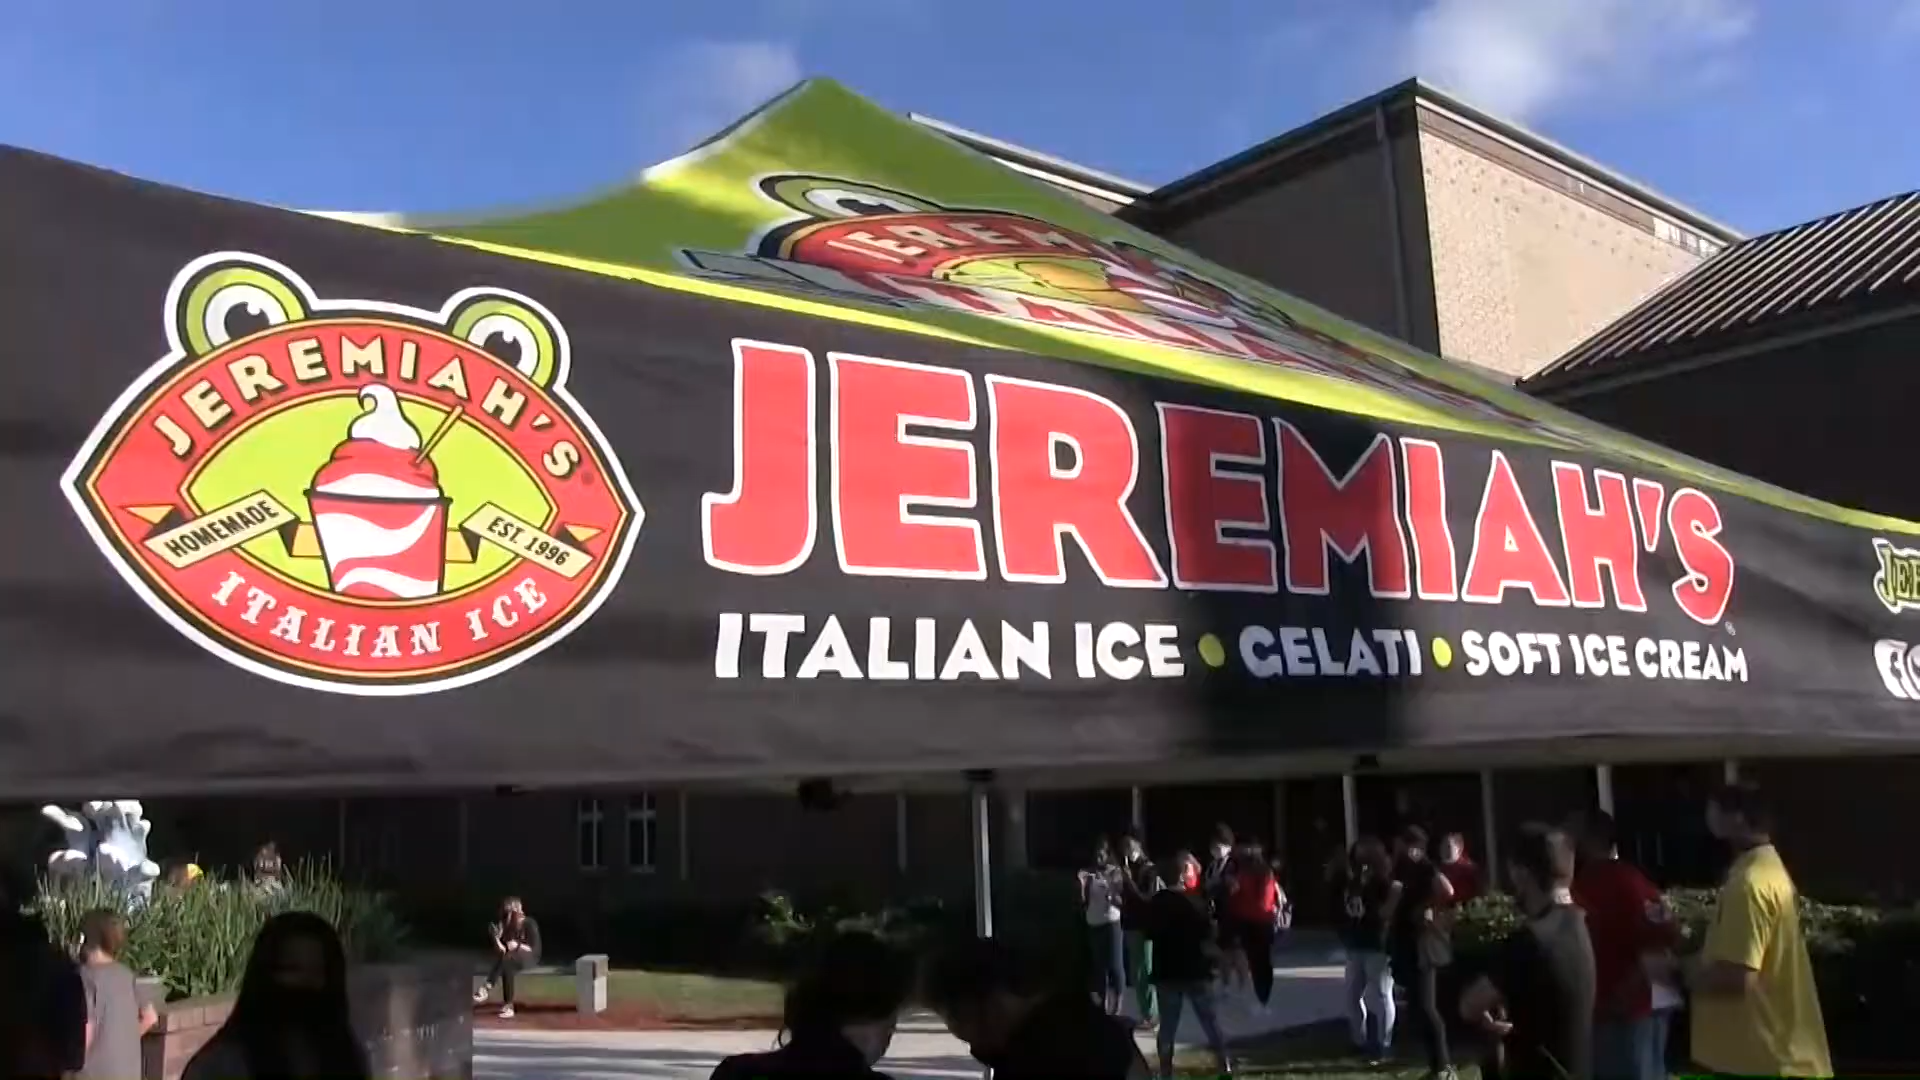 JEREMIAH'S
HOMEMADE
EST. 1996
ITALIAN ICE
JEREMIAH'S
ITALIAN ICE • GELATI • SOFT ICE CREAM